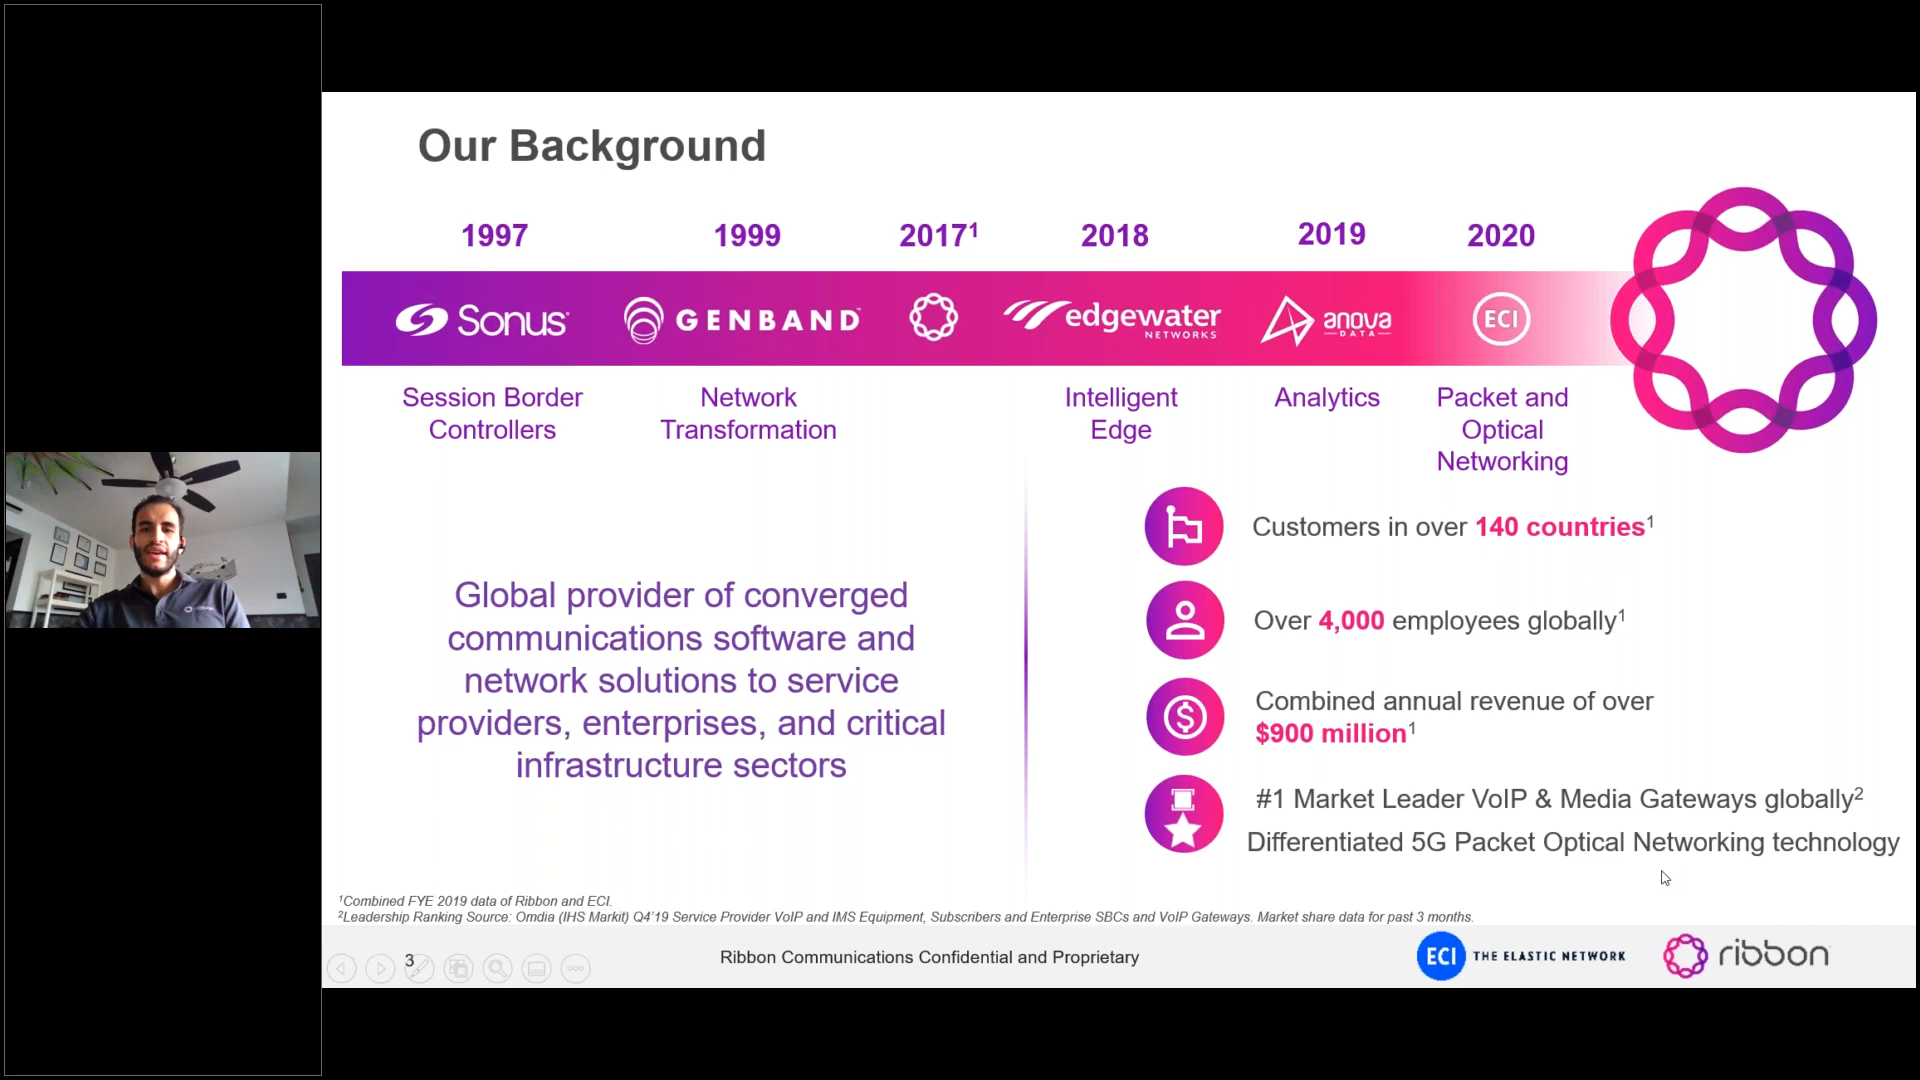 Our Background
1997
1999
2017¹
2018
2019
2020
Sonus
GENBAND
edgewater
NETWORKS
anova
DATA
ECI
Session Border
Controllers
Network
Transformation
Intelligent
Edge
Analytics
Packet and
Optical
Networking
Global provider of converged
communications software and
network solutions to service
providers, enterprises, and critical
infrastructure sectors
Customers in over 140 countries¹
Over 4,000 employees globally¹
Combined annual revenue of over
$900 million¹
#1 Market Leader VoIP & Media Gateways globally²
Differentiated 5G Packet Optical Networking technology
¹Combined FYE 2019 data of Ribbon and ECI.
²Leadership Ranking Source: Omdia (IHS Markit) Q4'19 Service Provider VoIP and IMS Equipment, Subscribers and Enterprise SBCs and VoIP Gateways. Market share data for past 3 months.
3
Ribbon Communications Confidential and Proprietary
ECI THE ELASTIC NETWORK
ribbon
ribbon